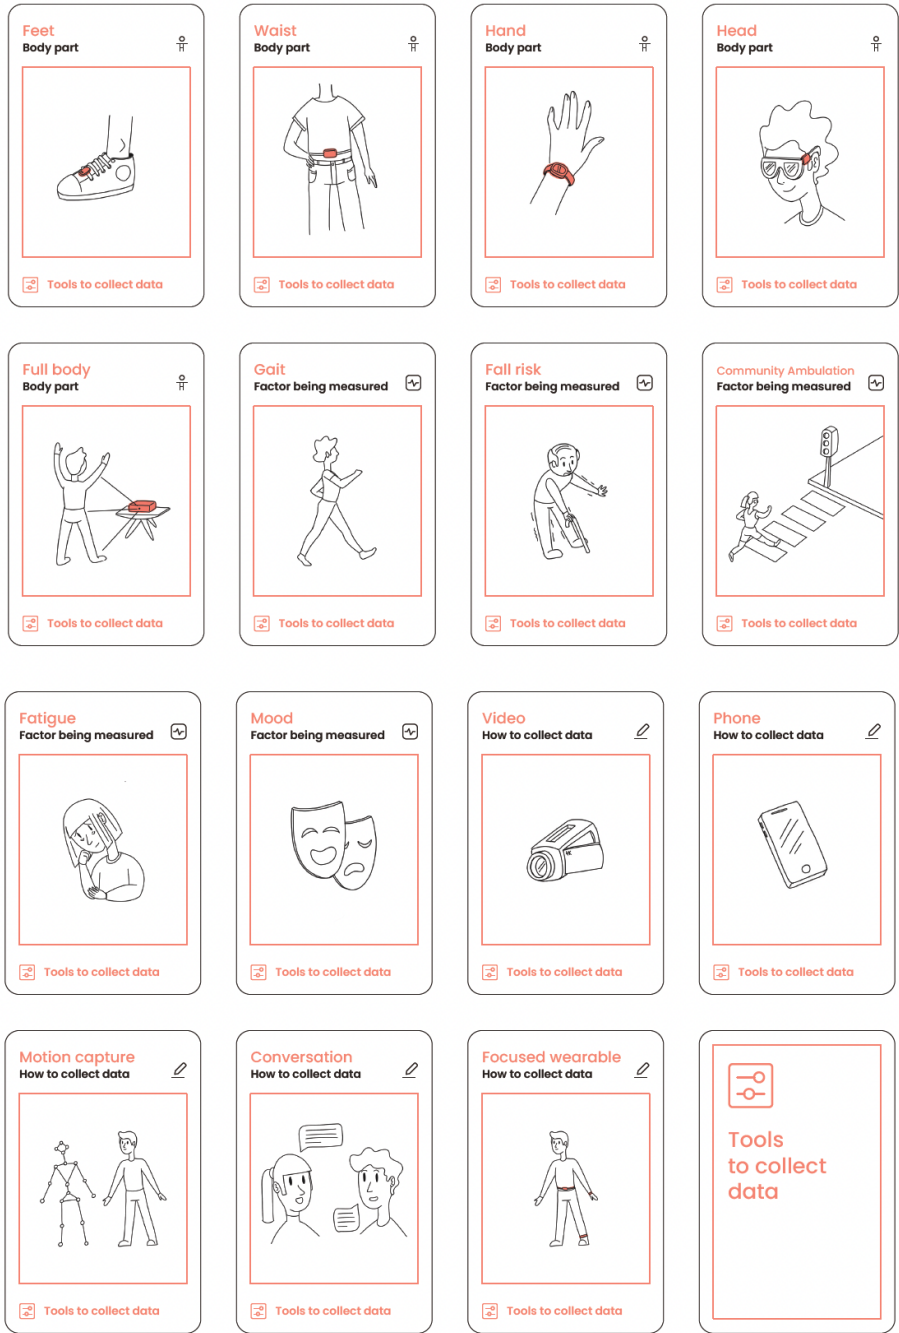 Feet
Body part
Tools to collect data
Waist
Body part
Tools to collect data
Hand
Body part
Tools to collect data
Head
Body part
Tools to collect data
Full body
Body part
Tools to collect data
Gait
Factor being measured
Tools to collect data
Fall risk
Factor being measured
Tools to collect data
Community Ambulation
Factor being measured
Tools to collect data
Fatigue
Factor being measured
Tools to collect data
Mood
Factor being measured
Tools to collect data
Video
How to collect data
Tools to collect data
Phone
How to collect data
Tools to collect data
Motion capture
How to collect data
Tools to collect data
Conversation
How to collect data
Tools to collect data
Focused wearable
How to collect data
Tools to collect data
Tools
to collect
data